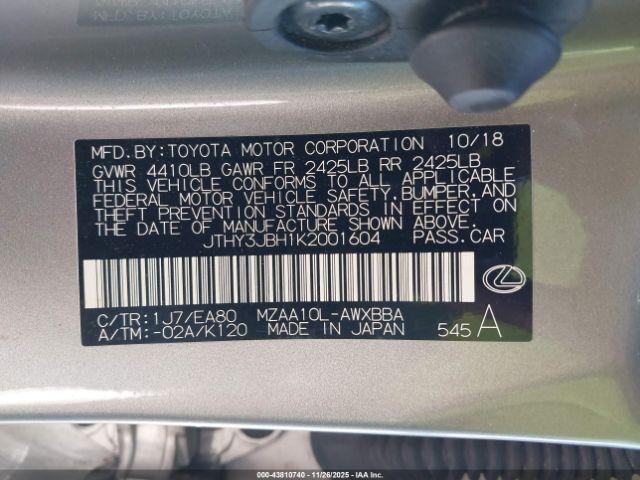 MFD.BY:TOYOTA MOTOR CORPORATION 10/18
GVWR 4410LB GAWR FR 2425LB RR 2425LB
THIS VEHICLE CONFORMS TO ALL APPLICABLE
FEDERAL MOTOR VEHICLE SAFETY,BUMPER,AND
THEFT PREVENTION STANDARDS IN EFFECT ON
THE DATE OF MANUFACTURE SHOWN ABOVE.
JTHY3JBH1K2001604 PASS.CAR
C/TR:1J7/EA80 MZAA10L-AWXBBA
A/TM:-02A/K120 MADE IN JAPAN 545 A
000-43810740 - 11/26/2025 - IAA, Inc.